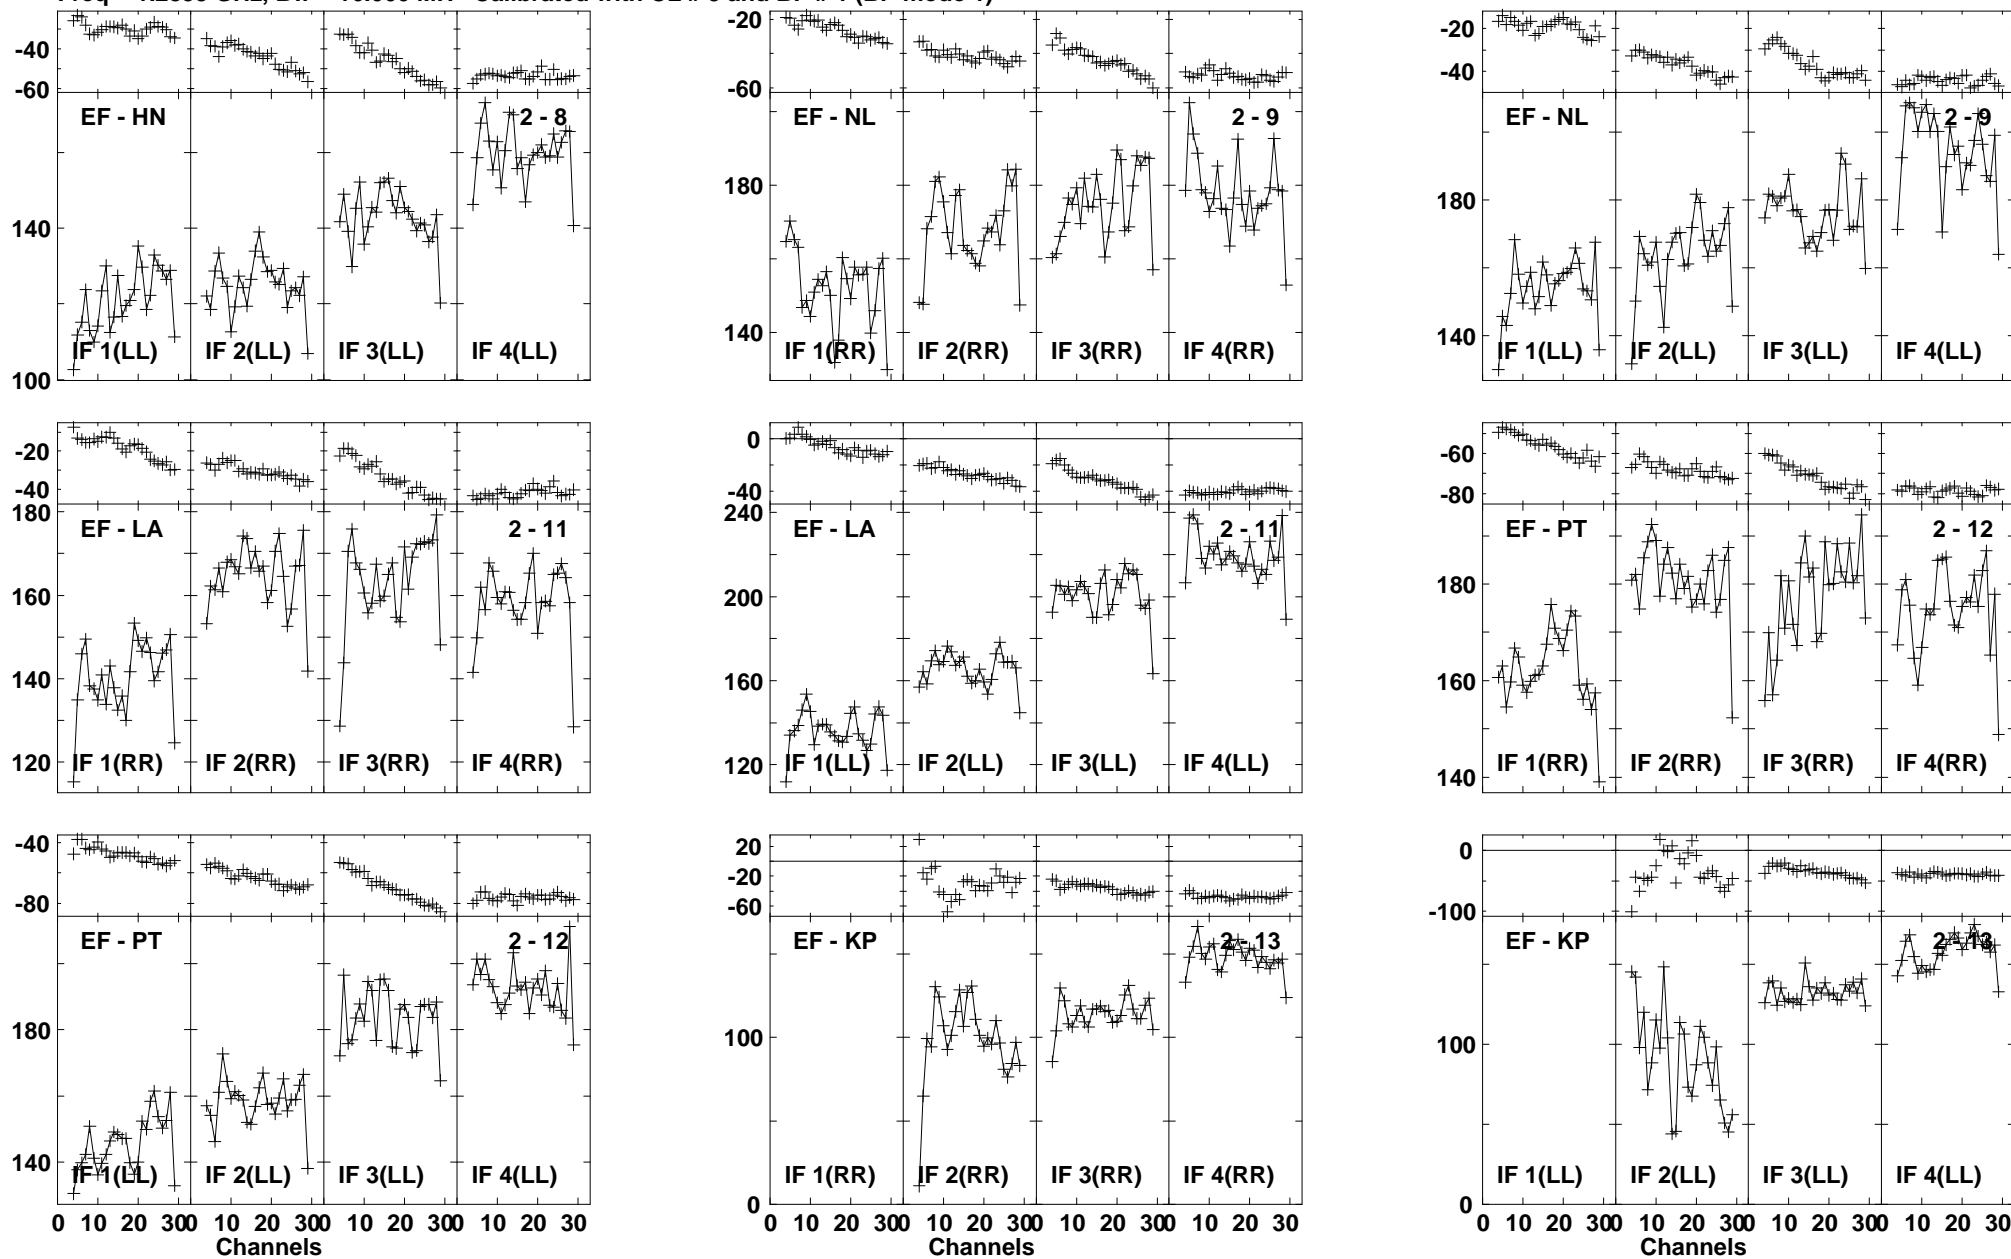 -20 -20
-40 -40 -20
-60 -60 -40
EF - HN 2 - 8 EF - NL 2 - 9 EF - NL 2 - 9
180 180
140 140 140
IF 1(LL) IF 2(LL) IF 3(LL) IF 4(LL) IF 1(RR) IF 2(RR) IF 3(RR) IF 4(RR) IF 1(LL) IF 2(LL) IF 3(LL) IF 4(LL)
100
-20 0 -60
-40 -40 -80
180 240
EF - LA 2 - 11 EF - LA 2 - 11 EF - PT 2 - 12
160 200 180
140 160 160
120 120 140
IF 1(RR) IF 2(RR) IF 3(RR) IF 4(RR) IF 1(LL) IF 2(LL) IF 3(LL) IF 4(LL) IF 1(RR) IF 2(RR) IF 3(RR) IF 4(RR)
-40 20 0
-20
-80 -60 -100
EF - PT 2 - 12 EF - KP 2 - 13 EF - KP 2 - 13
180 100 100
140
IF 1(LL) IF 2(LL) IF 3(LL) IF 4(LL) IF 1(RR) IF 2(RR) IF 3(RR) IF 4(RR) IF 1(LL) IF 2(LL) IF 3(LL) IF 4(LL)
0 0
0 10 20 30 0 10 20 30 0 10 20 30 0 10 20 30 0 10 20 30 0 10 20 30 0 10 20 30 0 10 20 30 0 10 20 30 0 10 20 30 0 10 20 30 0 10 20 30
Channels Channels Channels